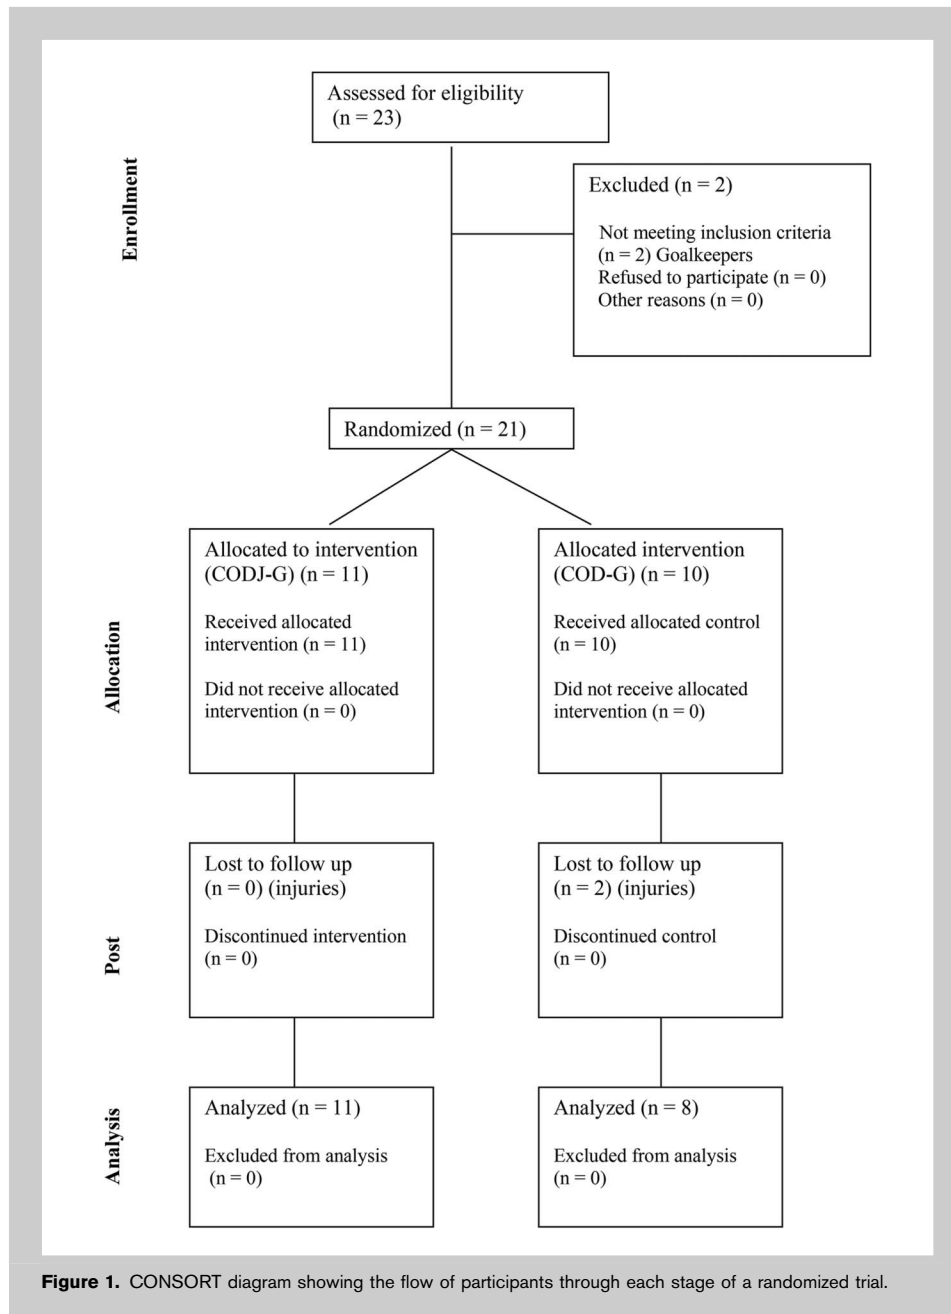 Assessed for eligibility
(n = 23)
Enrollment
Excluded (n = 2)
Not meeting inclusion criteria
(n = 2) Goalkeepers
Refused to participate (n = 0)
Other reasons (n = 0)
Randomized (n = 21)
Allocation
Allocated to intervention
(CODJ-G) (n = 11)
Received allocated
intervention (n = 11)
Did not receive allocated
intervention (n = 0)
Allocated intervention
(COD-G) (n = 10)
Received allocated control
(n = 10)
Did not receive allocated
intervention (n = 0)
Post
Lost to follow up
(n = 0) (injuries)
Discontinued intervention
(n = 0)
Lost to follow up
(n = 2) (injuries)
Discontinued control
(n = 0)
Analysis
Analyzed (n = 11)
Excluded from analysis
(n = 0)
Analyzed (n = 8)
Excluded from analysis
(n = 0)
Figure 1. CONSORT diagram showing the flow of participants through each stage of a randomized trial.